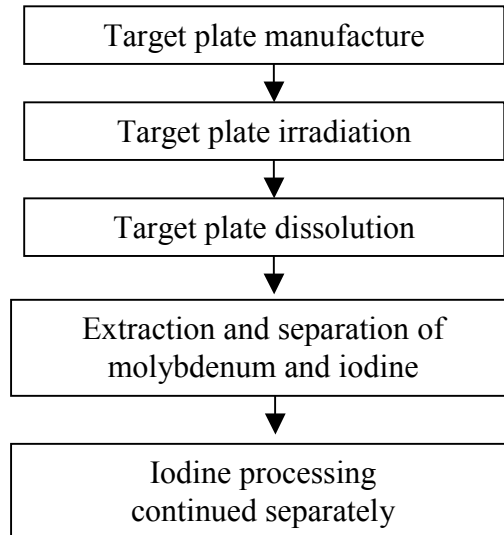 Target plate manufacture
Target plate irradiation
Target plate dissolution
Extraction and separation of
molybdenum and iodine
Iodine processing
continued separately